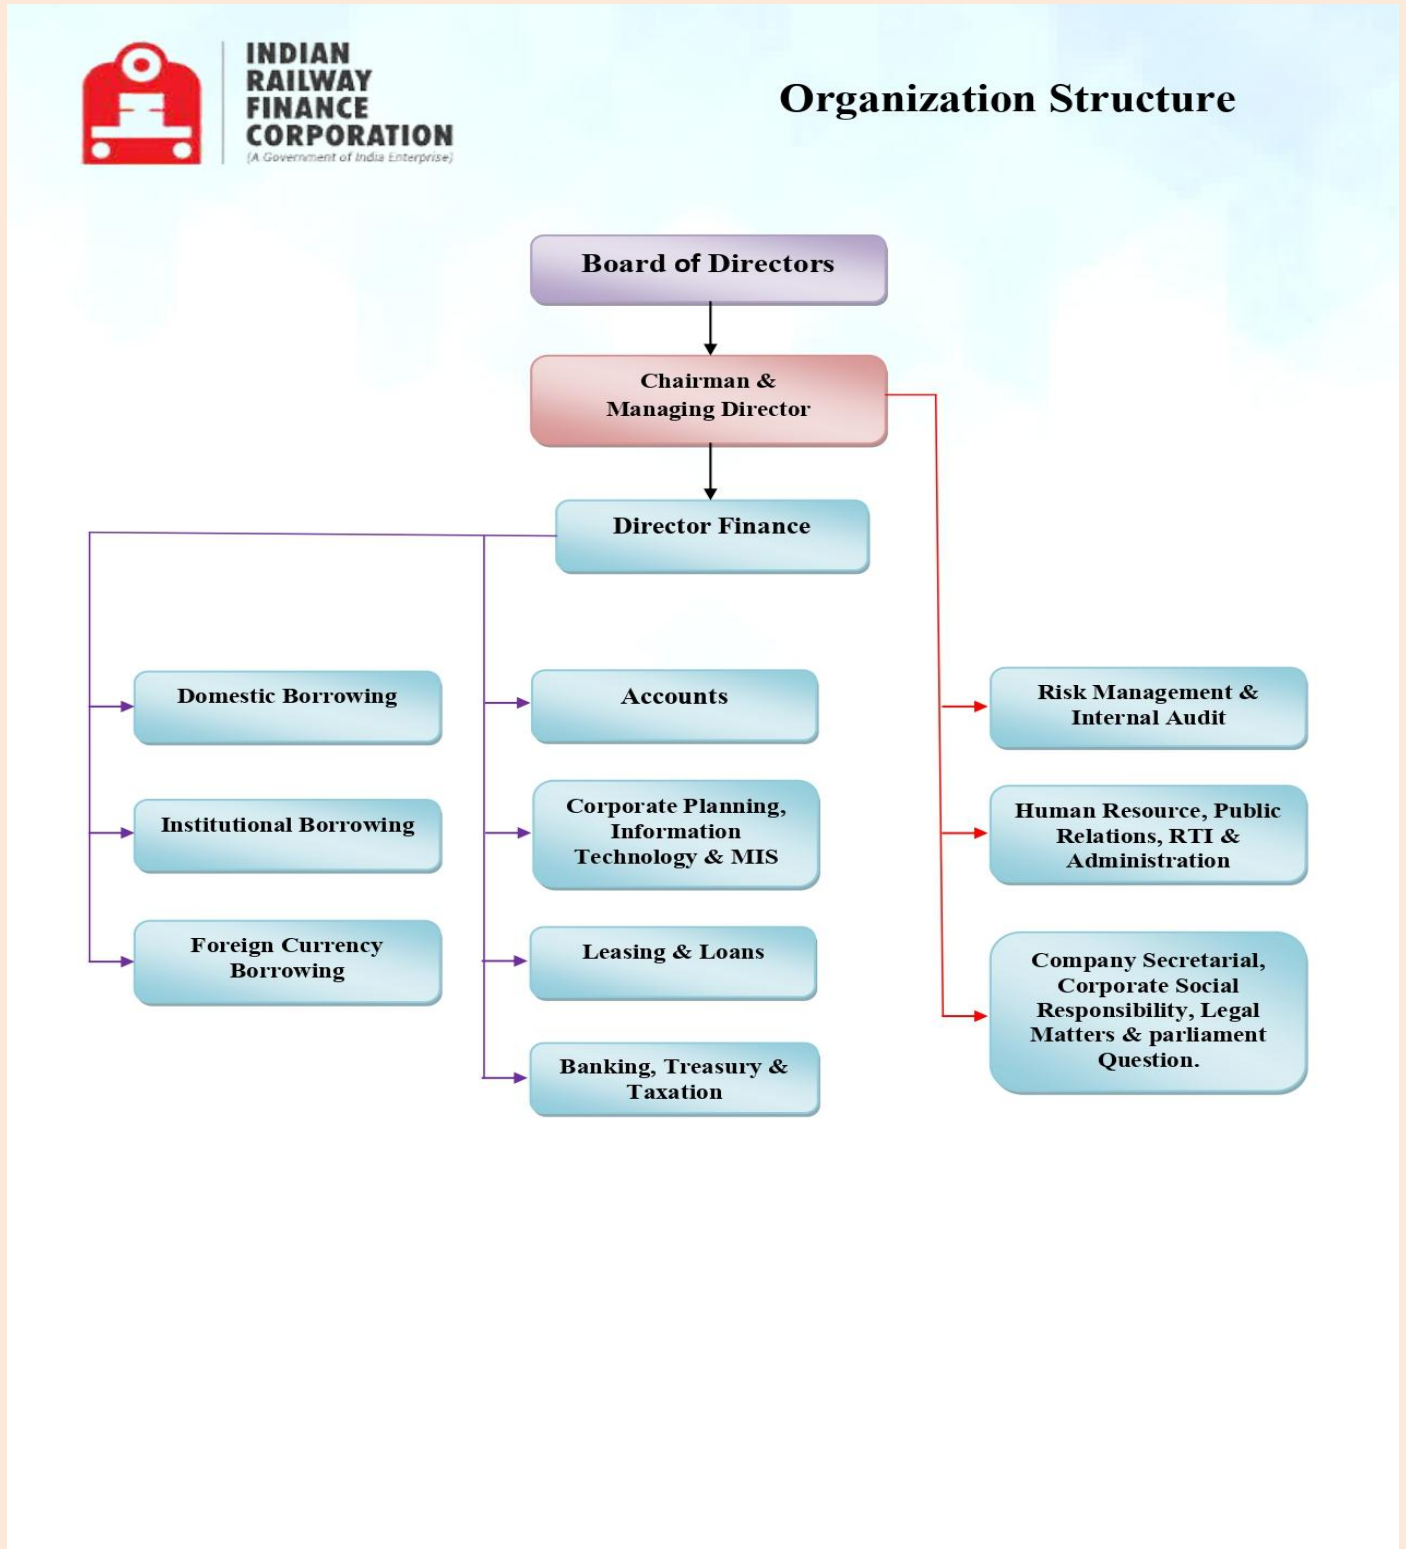 INDIAN
RAILWAY
FINANCE
CORPORATION
(A Government of India Enterprise)
Organization Structure
Board of Directors
Chairman &
Managing Director
Director Finance
Domestic Borrowing
Institutional Borrowing
Foreign Currency
Borrowing
Accounts
Corporate Planning,
Information
Technology & MIS
Leasing & Loans
Banking, Treasury &
Taxation
Risk Management &
Internal Audit
Human Resource, Public
Relations, RTI &
Administration
Company Secretarial,
Corporate Social
Responsibility, Legal
Matters & parliament
Question.